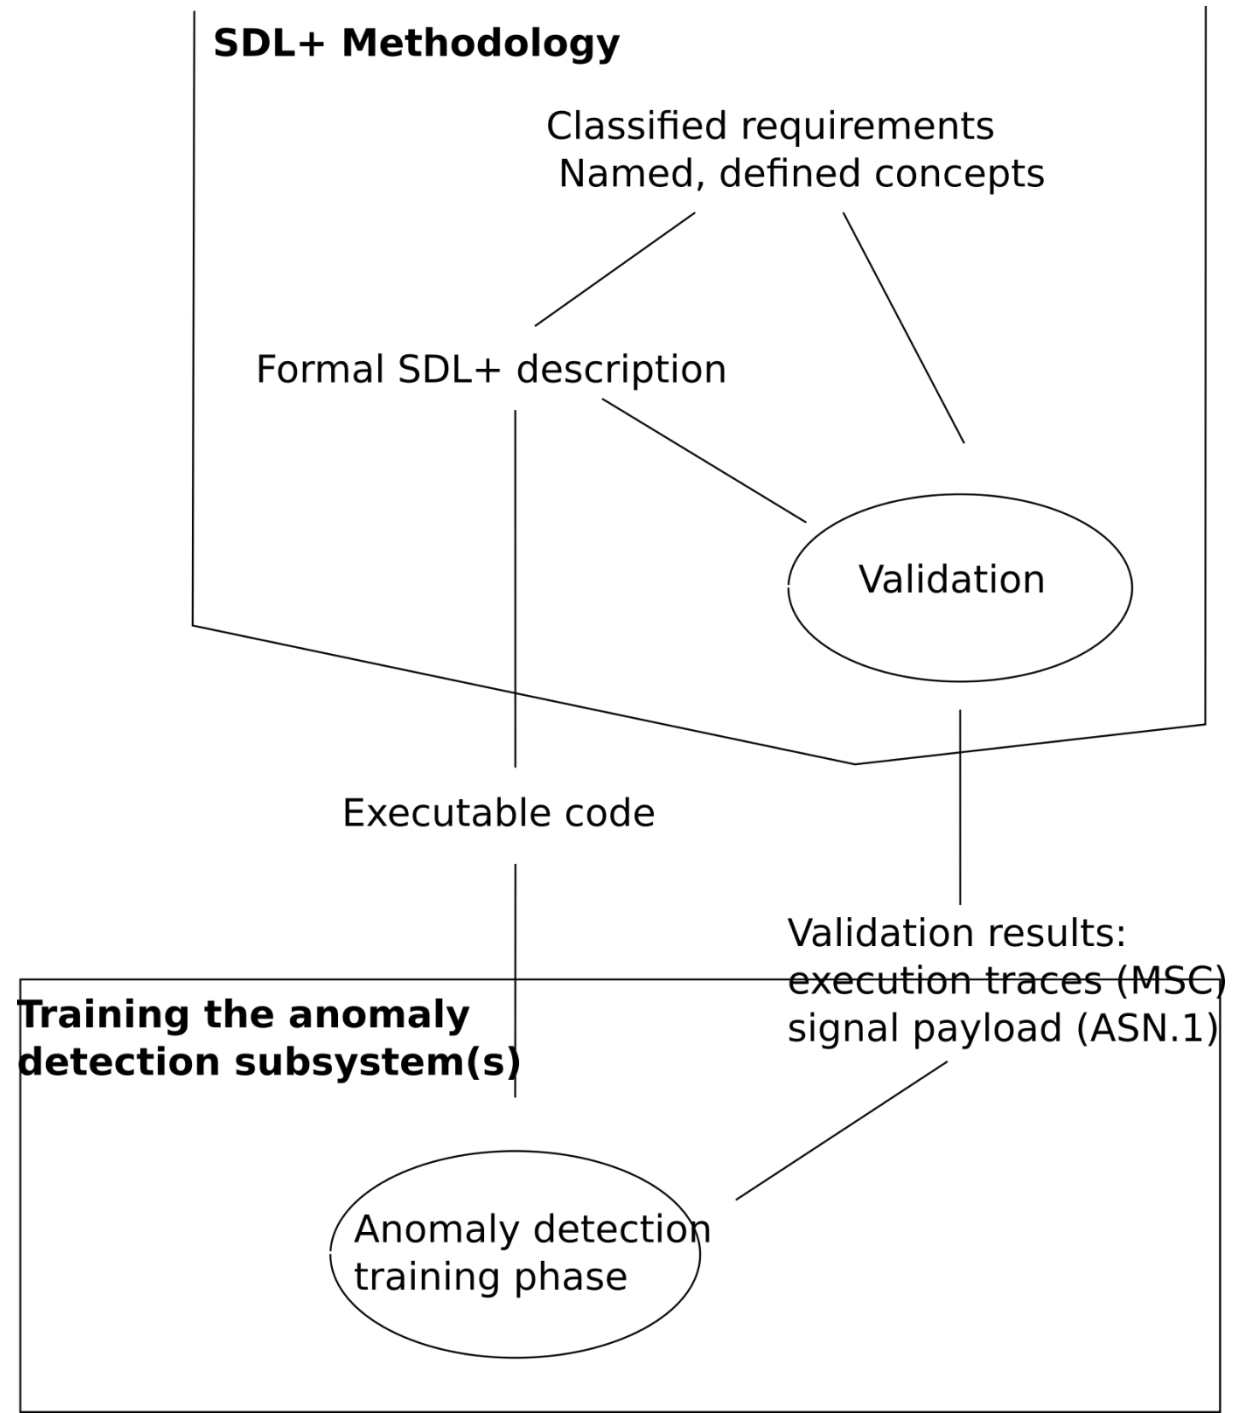 SDL+ Methodology
Classified requirements
Named, defined concepts
Formal SDL+ description
Validation
Executable code
Validation results:
execution traces (MSC)
signal payload (ASN.1)
Training the anomaly
detection subsystem(s)
Anomaly detection
training phase